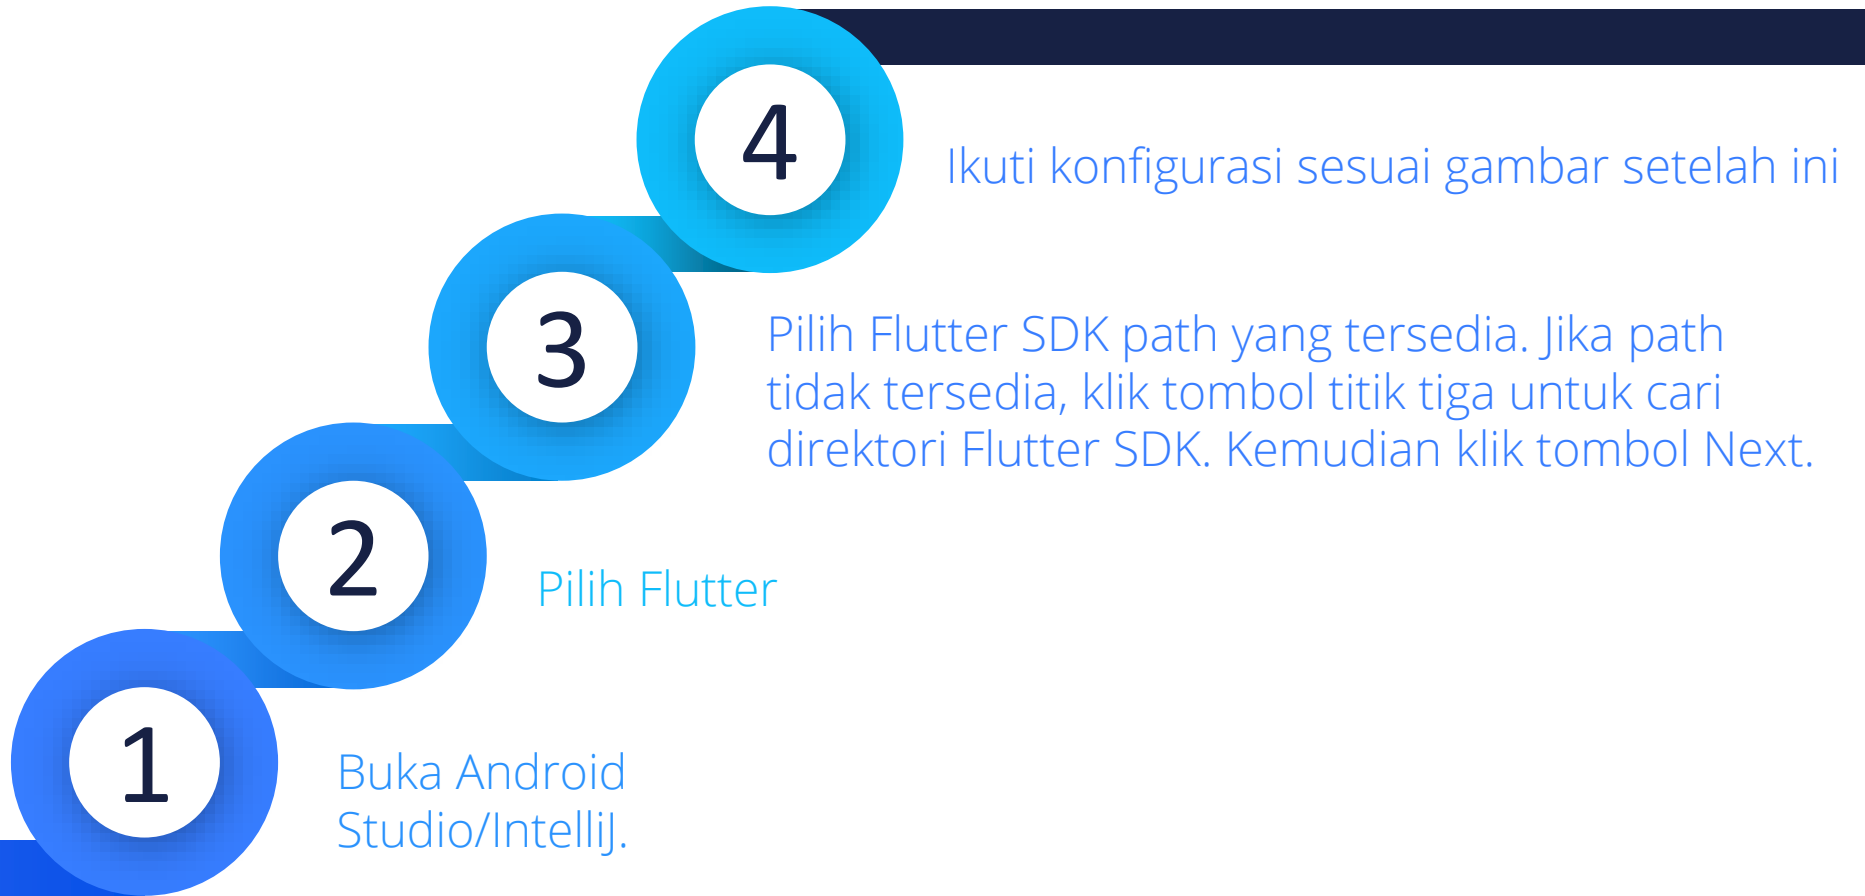 4
Ikuti konfigurasi sesuai gambar setelah ini
3
Pilih Flutter SDK path yang tersedia. Jika path
tidak tersedia, klik tombol titik tiga untuk cari
direktori Flutter SDK. Kemudian klik tombol Next.
2
Pilih Flutter
1
Buka Android
Studio/IntelliJ.